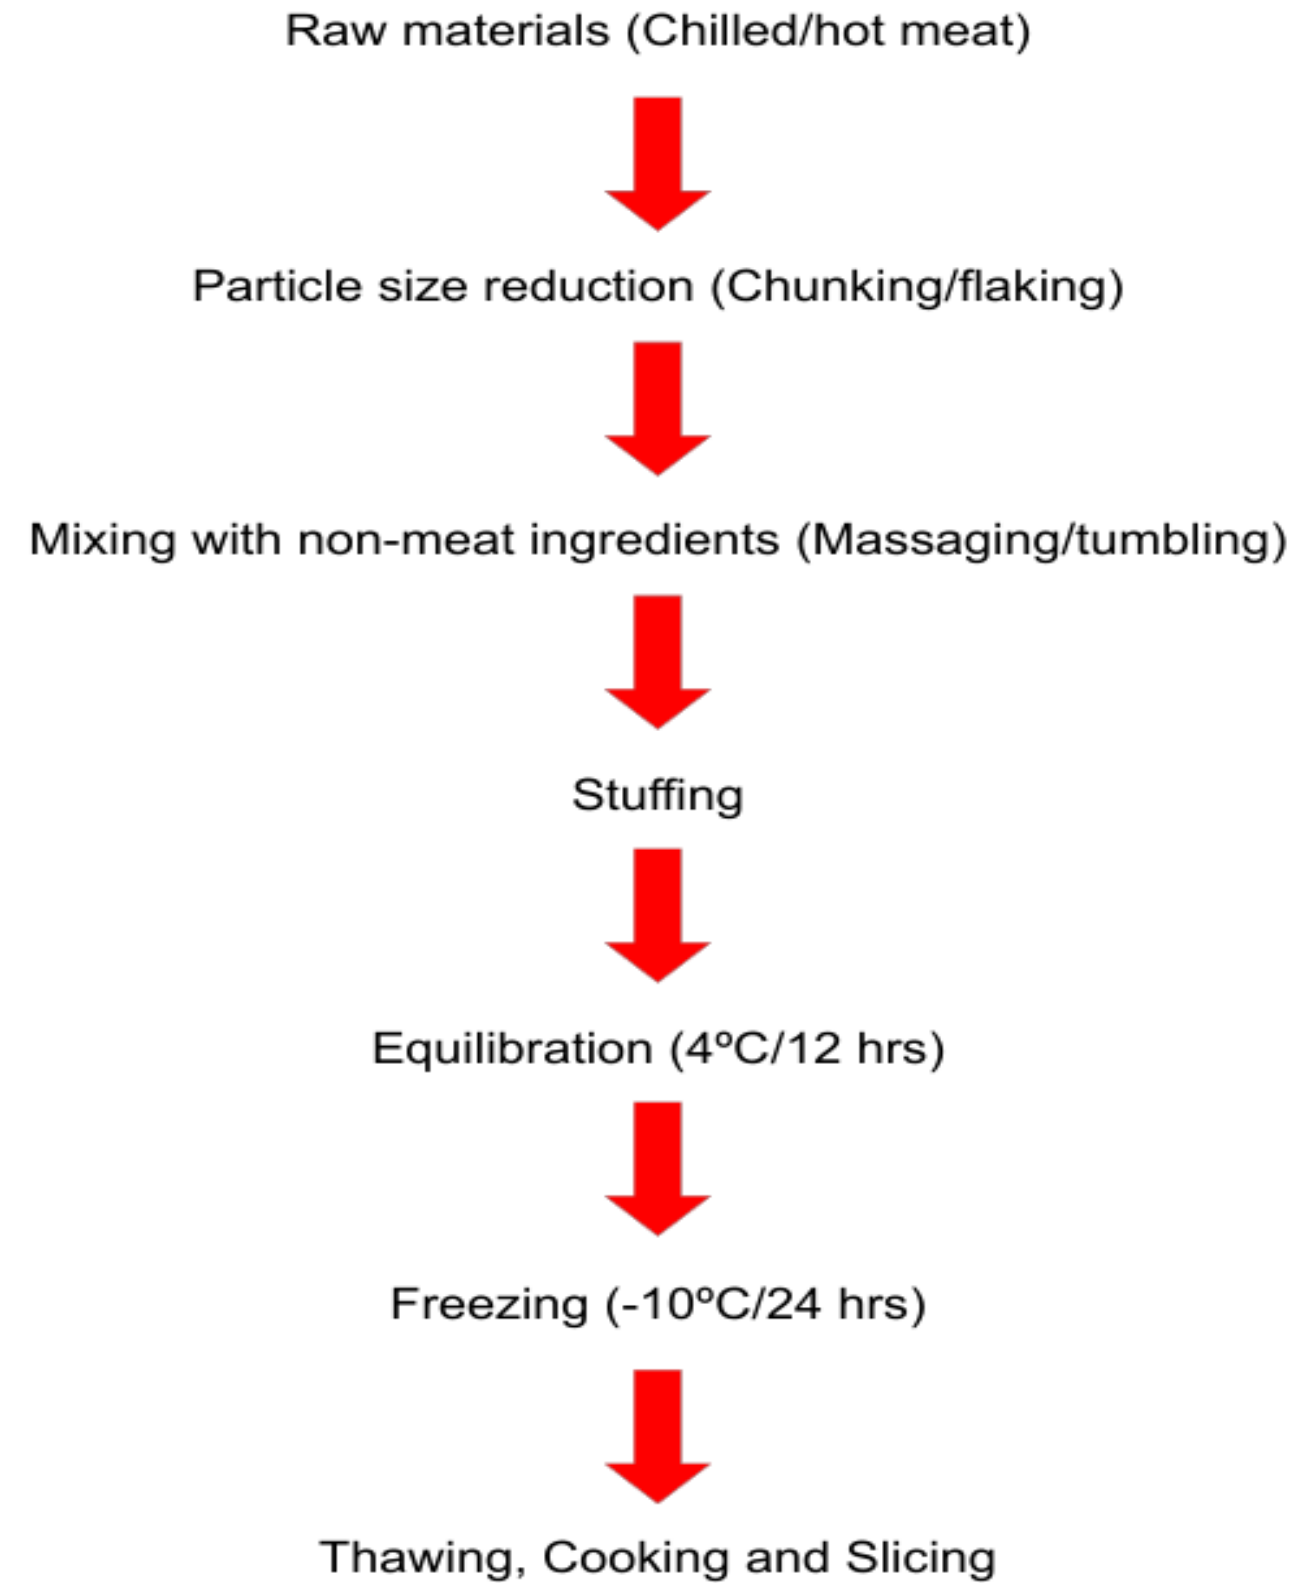 Raw materials (Chilled/hot meat)
Particle size reduction (Chunking/flaking)
Mixing with non-meat ingredients (Massaging/tumbling)
Stuffing
Equilibration (4ºC/12 hrs)
Freezing (-10ºC/24 hrs)
Thawing, Cooking and Slicing